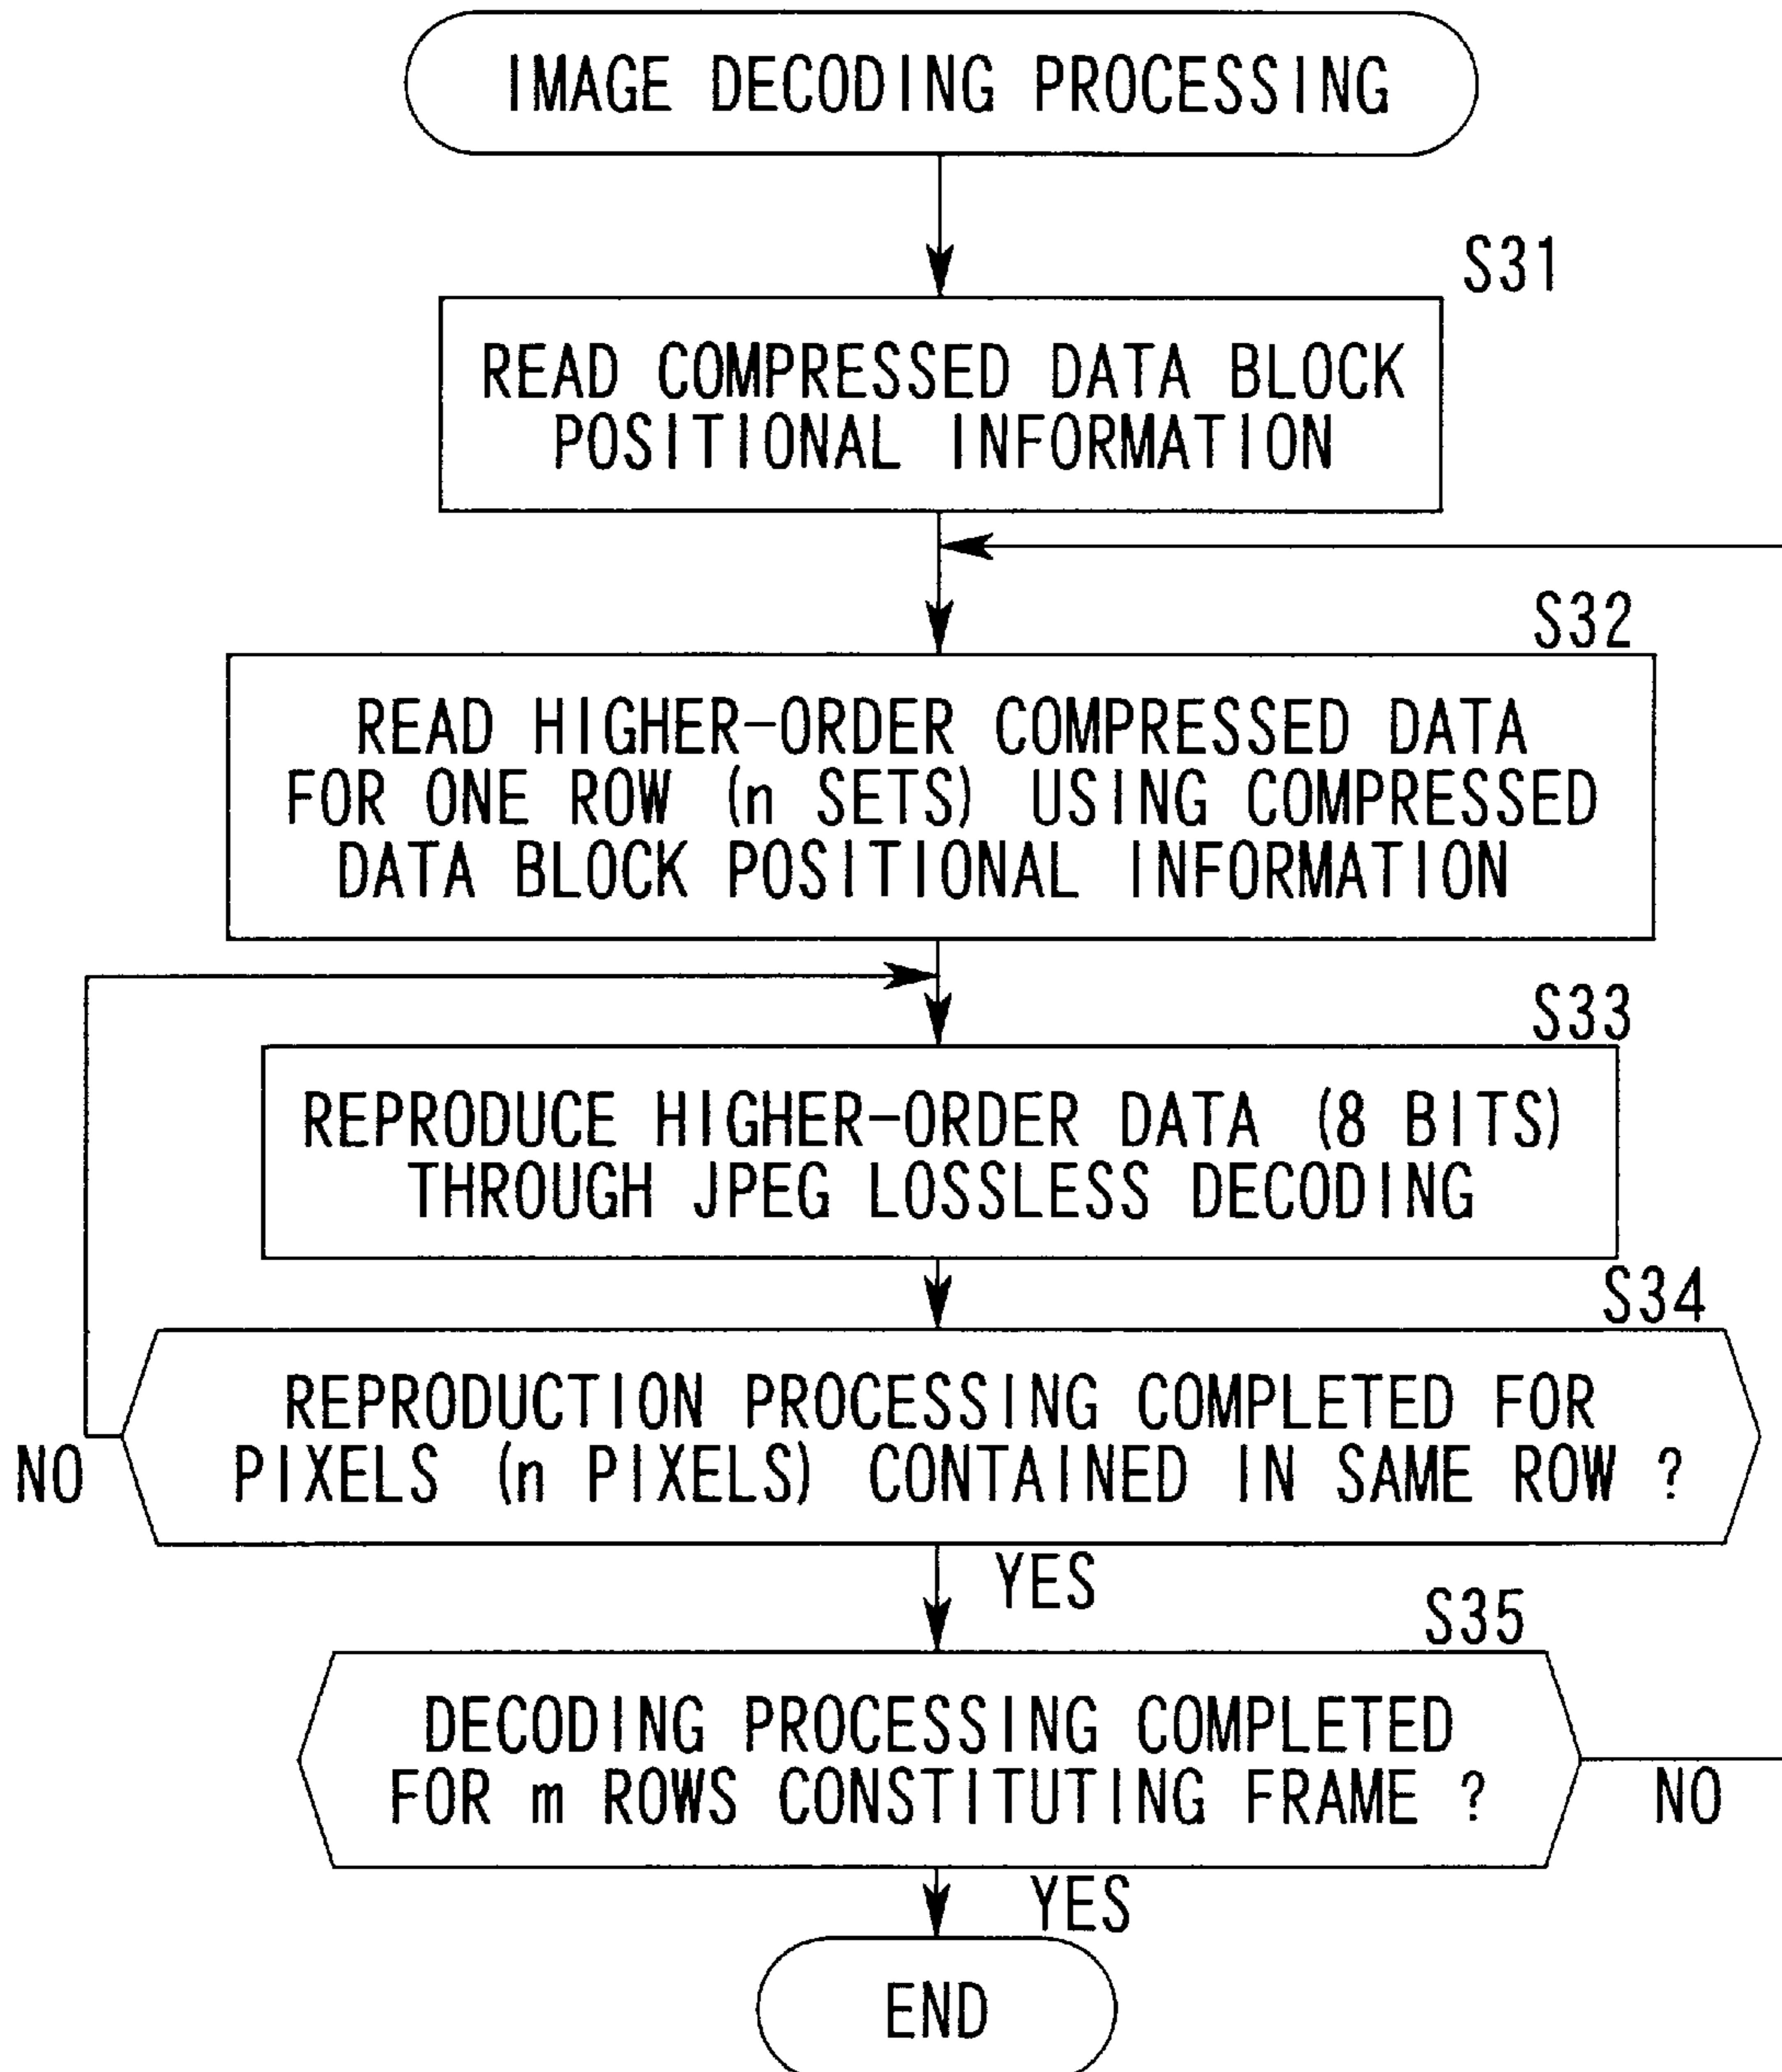 IMAGE DECODING PROCESSING
S31
READ COMPRESSED DATA BLOCK
POSITIONAL INFORMATION
S32
READ HIGHER-ORDER COMPRESSED DATA
FOR ONE ROW (n SETS) USING COMPRESSED
DATA BLOCK POSITIONAL INFORMATION
S33
REPRODUCE HIGHER-ORDER DATA (8 BITS)
THROUGH JPEG LOSSLESS DECODING
S34
REPRODUCTION PROCESSING COMPLETED FOR
PIXELS (n PIXELS) CONTAINED IN SAME ROW ?
NO
YES
S35
DECODING PROCESSING COMPLETED
FOR m ROWS CONSTITUTING FRAME ?
NO
YES
END